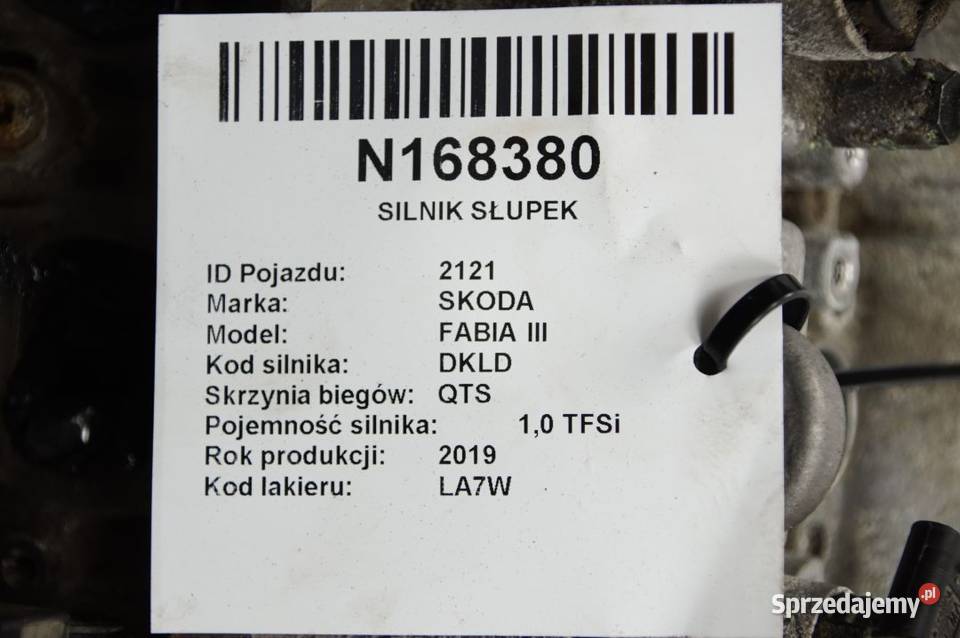 N168380
SILNIK SŁUPEK
ID Pojazdu: 2121
Marka: SKODA
Model: FABIA III
Kod silnika: DKLD
Skrzynia biegów: QTS
Pojemność silnika: 1,0 TFSi
Rok produkcji: 2019
Kod lakieru: LA7W
Sprzedajemy.pl